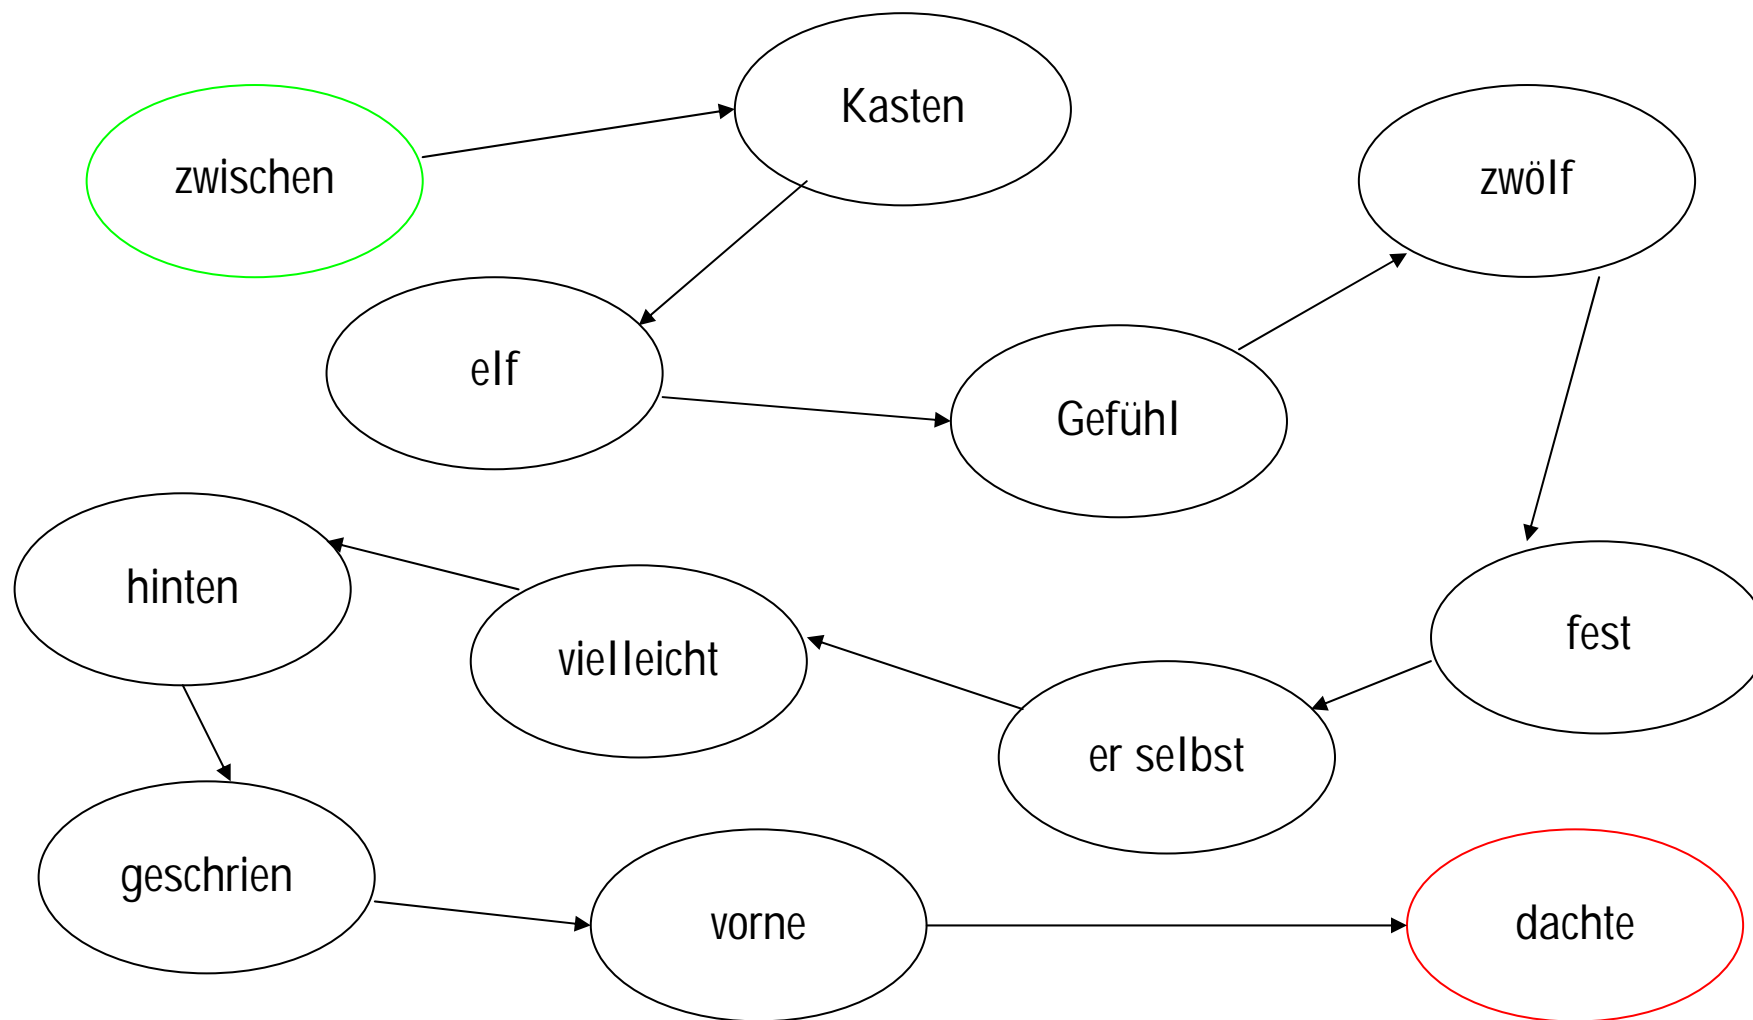 zwischen
Kasten
zwölf
elf
Gefühl
hinten
vielleicht
fest
er selbst
geschrien
vorne
dachte